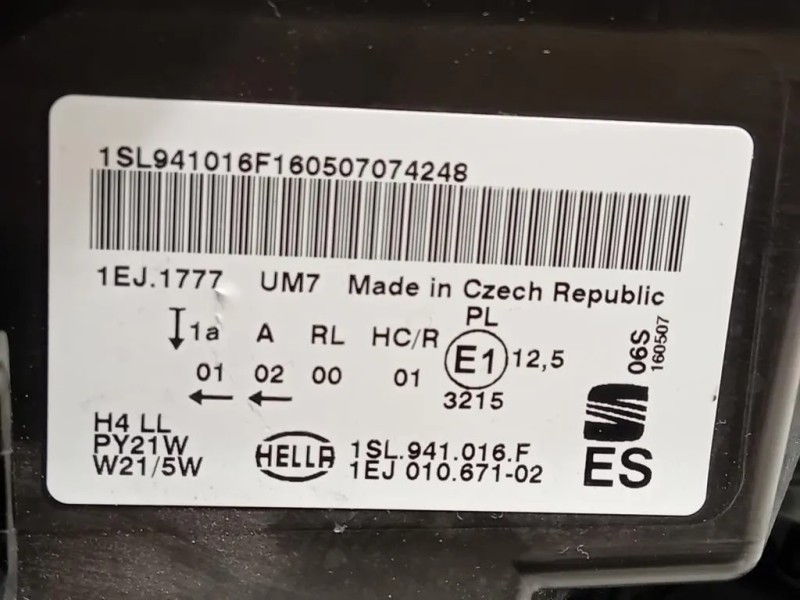 1SL941016F160507074248
1EJ.1777 UM7 Made in Czech Republic
1a A RL HC/R PL
E1 12,5
01 02 00 01
3215
06S
160507
H4 LL
PY21W
W21/5W
HELLA
1SL.941.016.F
1EJ 010.671-02
ES